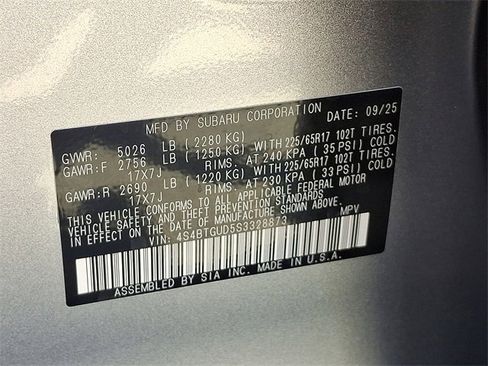 MFD BY SUBARU CORPORATION DATE: 09/25
GVWR: 5026 LB (2280 KG)
GAWR:F 2756 LB (1250 KG) WITH 225/65R17 102T TIRES.
17X7J RIMS. AT 240 KPA (35 PSI) COLD
GAWR:R 2690 LB (1220 KG) WITH 225/65R17 102T TIRES.
17X7J RIMS. AT 230 KPA (33 PSI) COLD
THIS VEHICLE CONFORMS TO ALL APPLICABLE FEDERAL MOTOR
VEHICLE SAFETY AND THEFT PREVENTION STANDARDS IN EFFECT
ON THE DATE OF MANUFACTURE SHOWN ABOVE.
VIN: 4S4BTGUD5S3328873 MPV
ASSEMBLED BY SIA INC. MADE IN U.S.A.